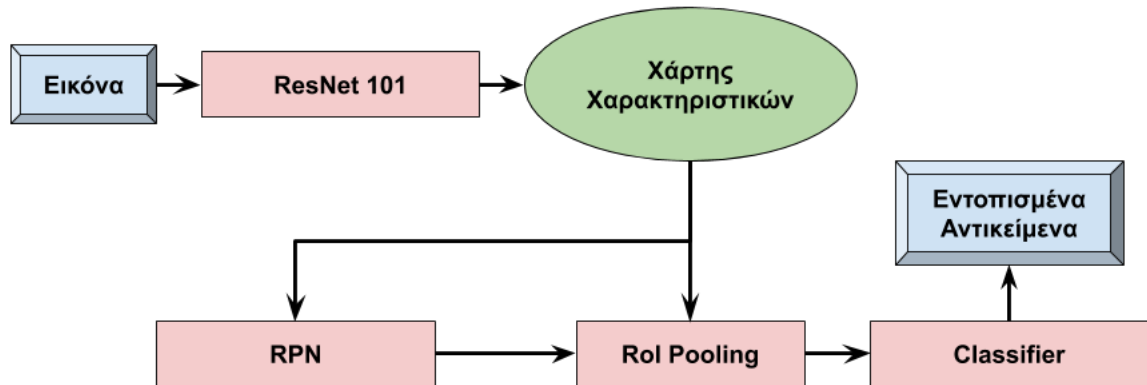 Εικόνα
ResNet 101
Χάρτης
Χαρακτηριστικών
Εντοπισμένα
Αντικείμενα
RPN
RoI Pooling
Classifier